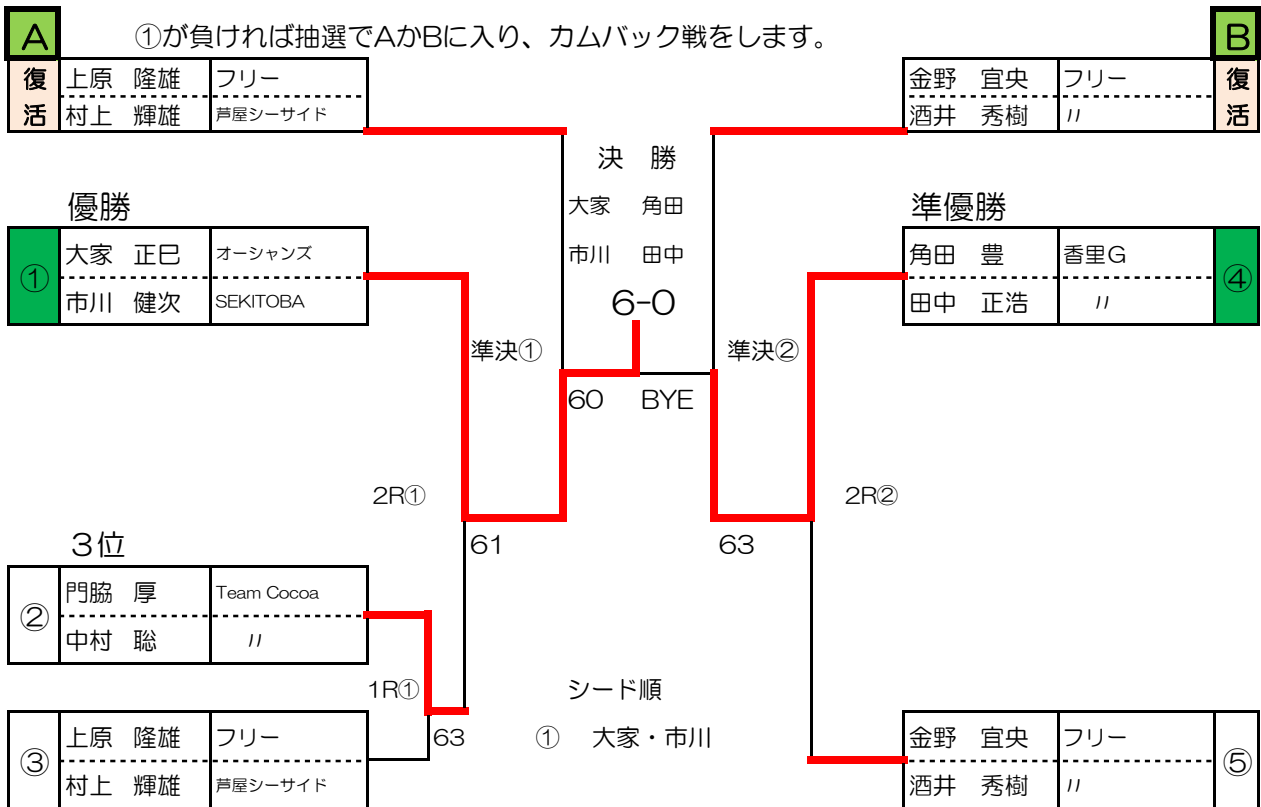 A
①が負ければ抽選でAかBに入り、カムバック戦をします。
B
復活
上原 隆雄 フリー
村上 輝雄 芦屋シーサイド
金野 宜央 フリー
酒井 秀樹 〃
復活
決 勝
大家 角田
市川 田中
6-0
優勝
①
大家 正巳 オーシャンズ
市川 健次 SEKITOBA
準優勝
角田 豊 香里G
田中 正浩 〃
④
準決①
準決②
60 BYE
2R①
2R②
61
63
3位
②
門脇 厚 Team Cocoa
中村 聡 〃
1R①
63
シード順
① 大家・市川
③
上原 隆雄 フリー
村上 輝雄 芦屋シーサイド
金野 宜央 フリー
酒井 秀樹 〃
⑤